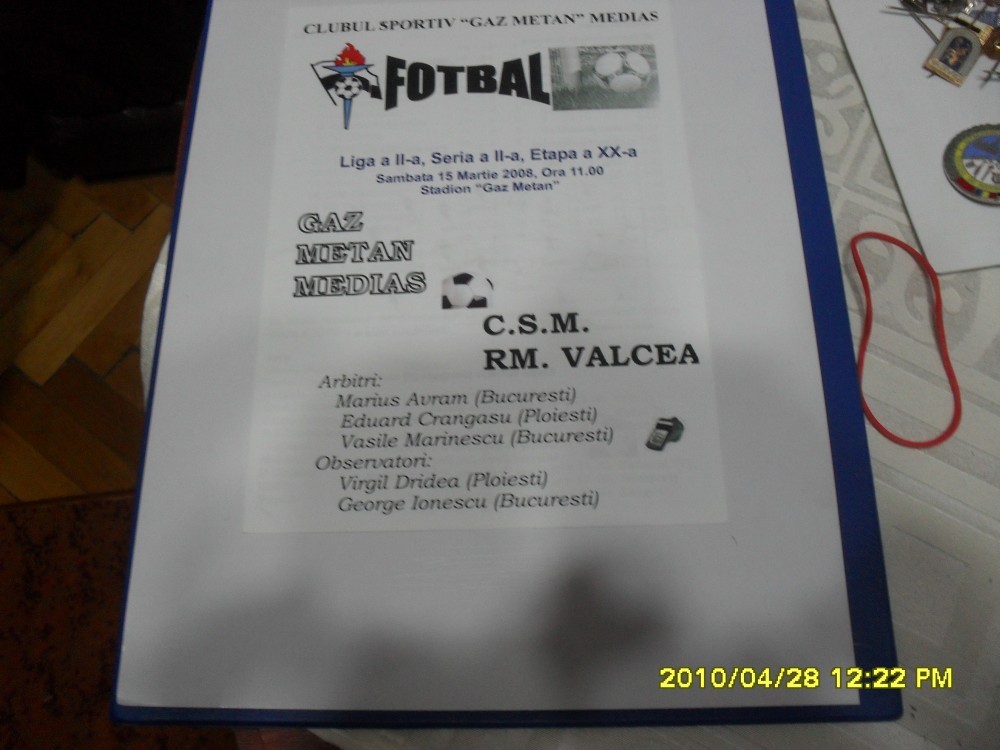 CLUBUL SPORTIV "GAZ METAN" MEDIAS
FOTBAL
Liga a II-a, Seria a II-a, Etapa a XX-a
Sambata 15 Martie 2008, Ora 11.00
Stadion "Gaz Metan"
GAZ
METAN
MEDIAS
C.S.M.
RM. VALCEA
Arbitri:
Marius Avram (Bucuresti)
Eduard Crangasu (Ploiesti)
Vasile Marinescu (Bucuresti)
Observatori:
Virgil Dridea (Ploiesti)
George Ionescu (Bucuresti)
2010/04/28 12:22 PM